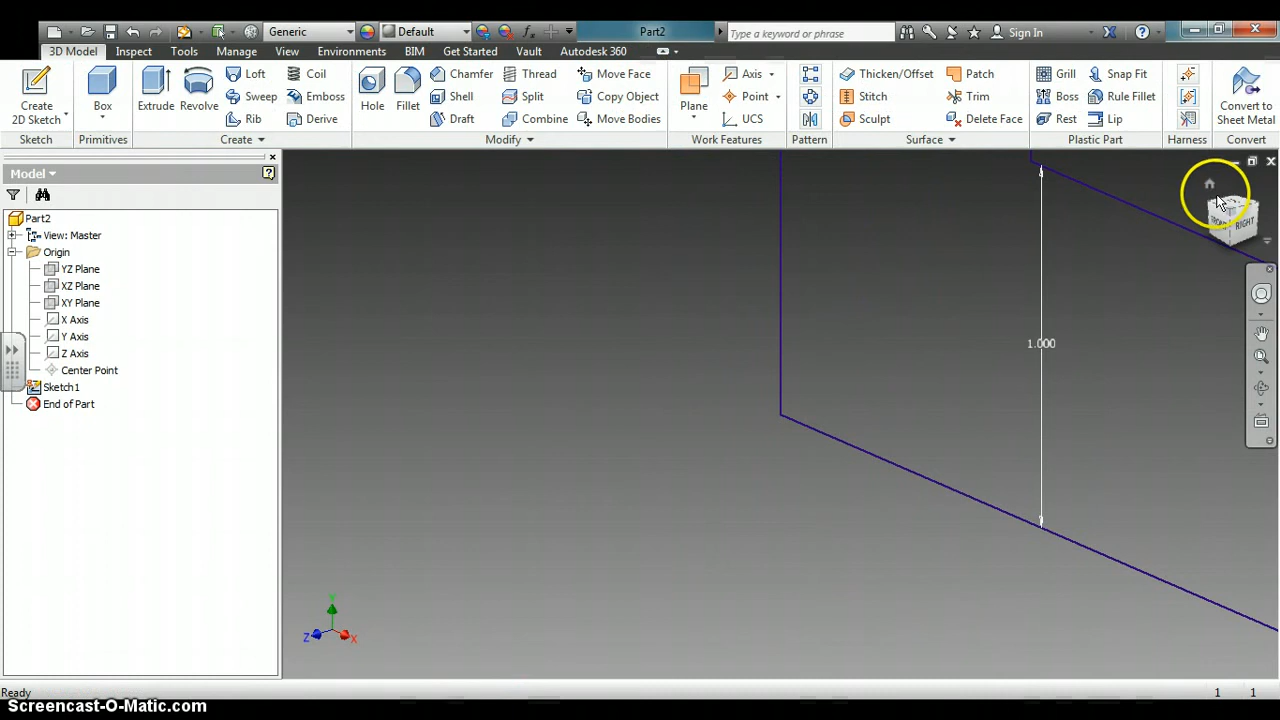 Generic Default fx Part2 Type a keyword or phrase Sign In
3D Model Inspect Tools Manage View Environments BIM Get Started Vault Autodesk 360
Create 2D Sketch Box Extrude Revolve Loft Coil Hole Fillet Chamfer Thread Move Face Plane Axis Thicken/Offset Patch Grill Snap Fit Convert to Sheet Metal
Sweep Emboss Shell Split Copy Object Point Stitch Trim Boss Rule Fillet
Rib Derive Draft Combine Move Bodies UCS Sculpt Delete Face Rest Lip
Sketch Primitives Create Modify Work Features Pattern Surface Plastic Part Harness Convert
Model
Part2
View: Master
Origin
YZ Plane
XZ Plane
XY Plane
X Axis
Y Axis
Z Axis
Center Point
Sketch1
End of Part
RIGHT
1.000
Y
Z X
Ready 1 1
Screencast-O-Matic.com